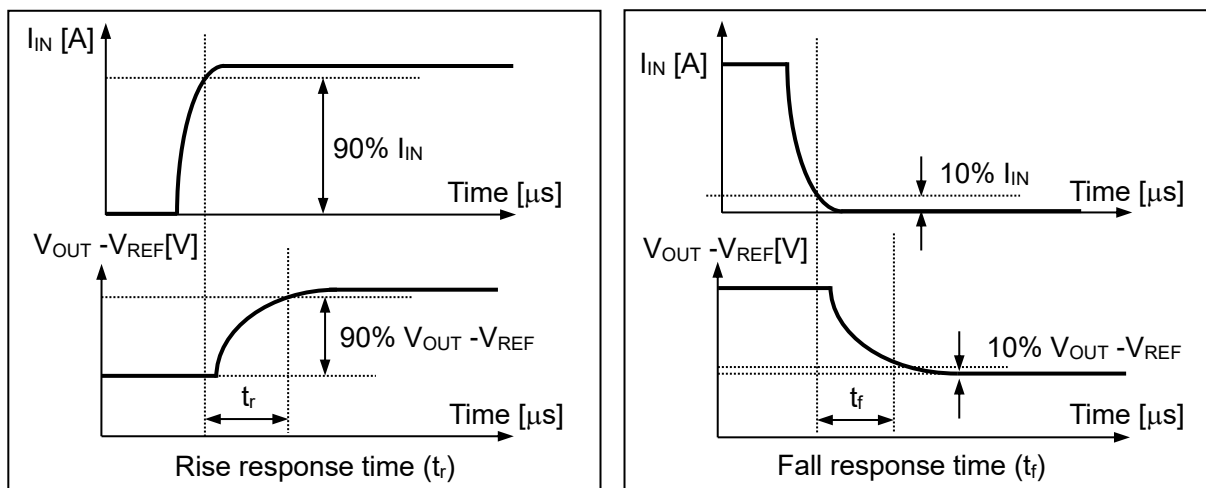 I_IN [A]
90% I_IN
Time [μs]
V_OUT -V_REF[V]
90% V_OUT -V_REF
t_r
Time [μs]
Rise response time (t_r)
I_IN [A]
10% I_IN
Time [μs]
V_OUT -V_REF[V]
10% V_OUT -V_REF
t_f
Time [μs]
Fall response time (t_f)